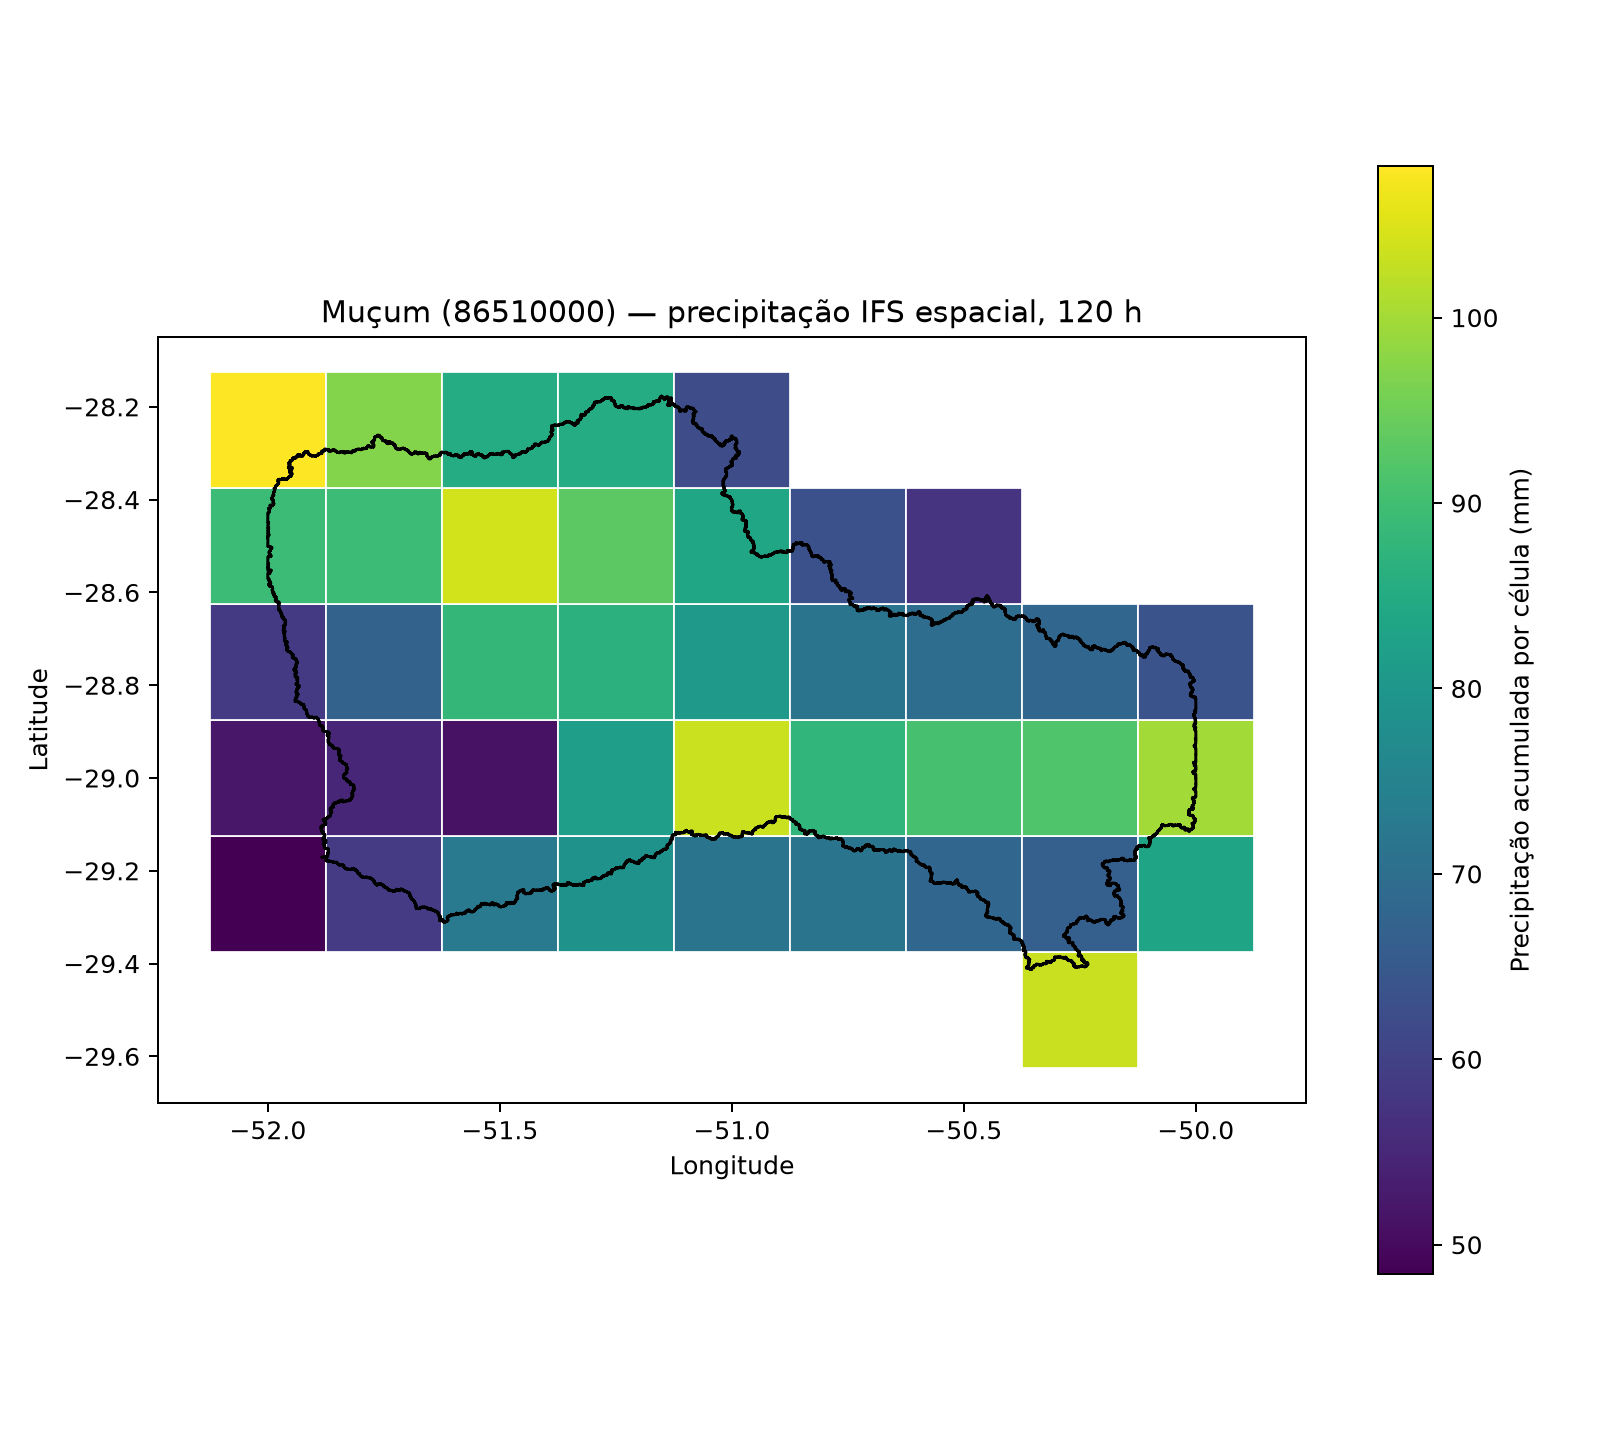 Muçum (86510000) — precipitação IFS espacial, 120 h
−28.2
−28.4
−28.6
−28.8
−29.0
−29.2
−29.4
−29.6
Latitude
−52.0 −51.5 −51.0 −50.5 −50.0
Longitude
100
90
80
70
60
50
Precipitação acumulada por célula (mm)